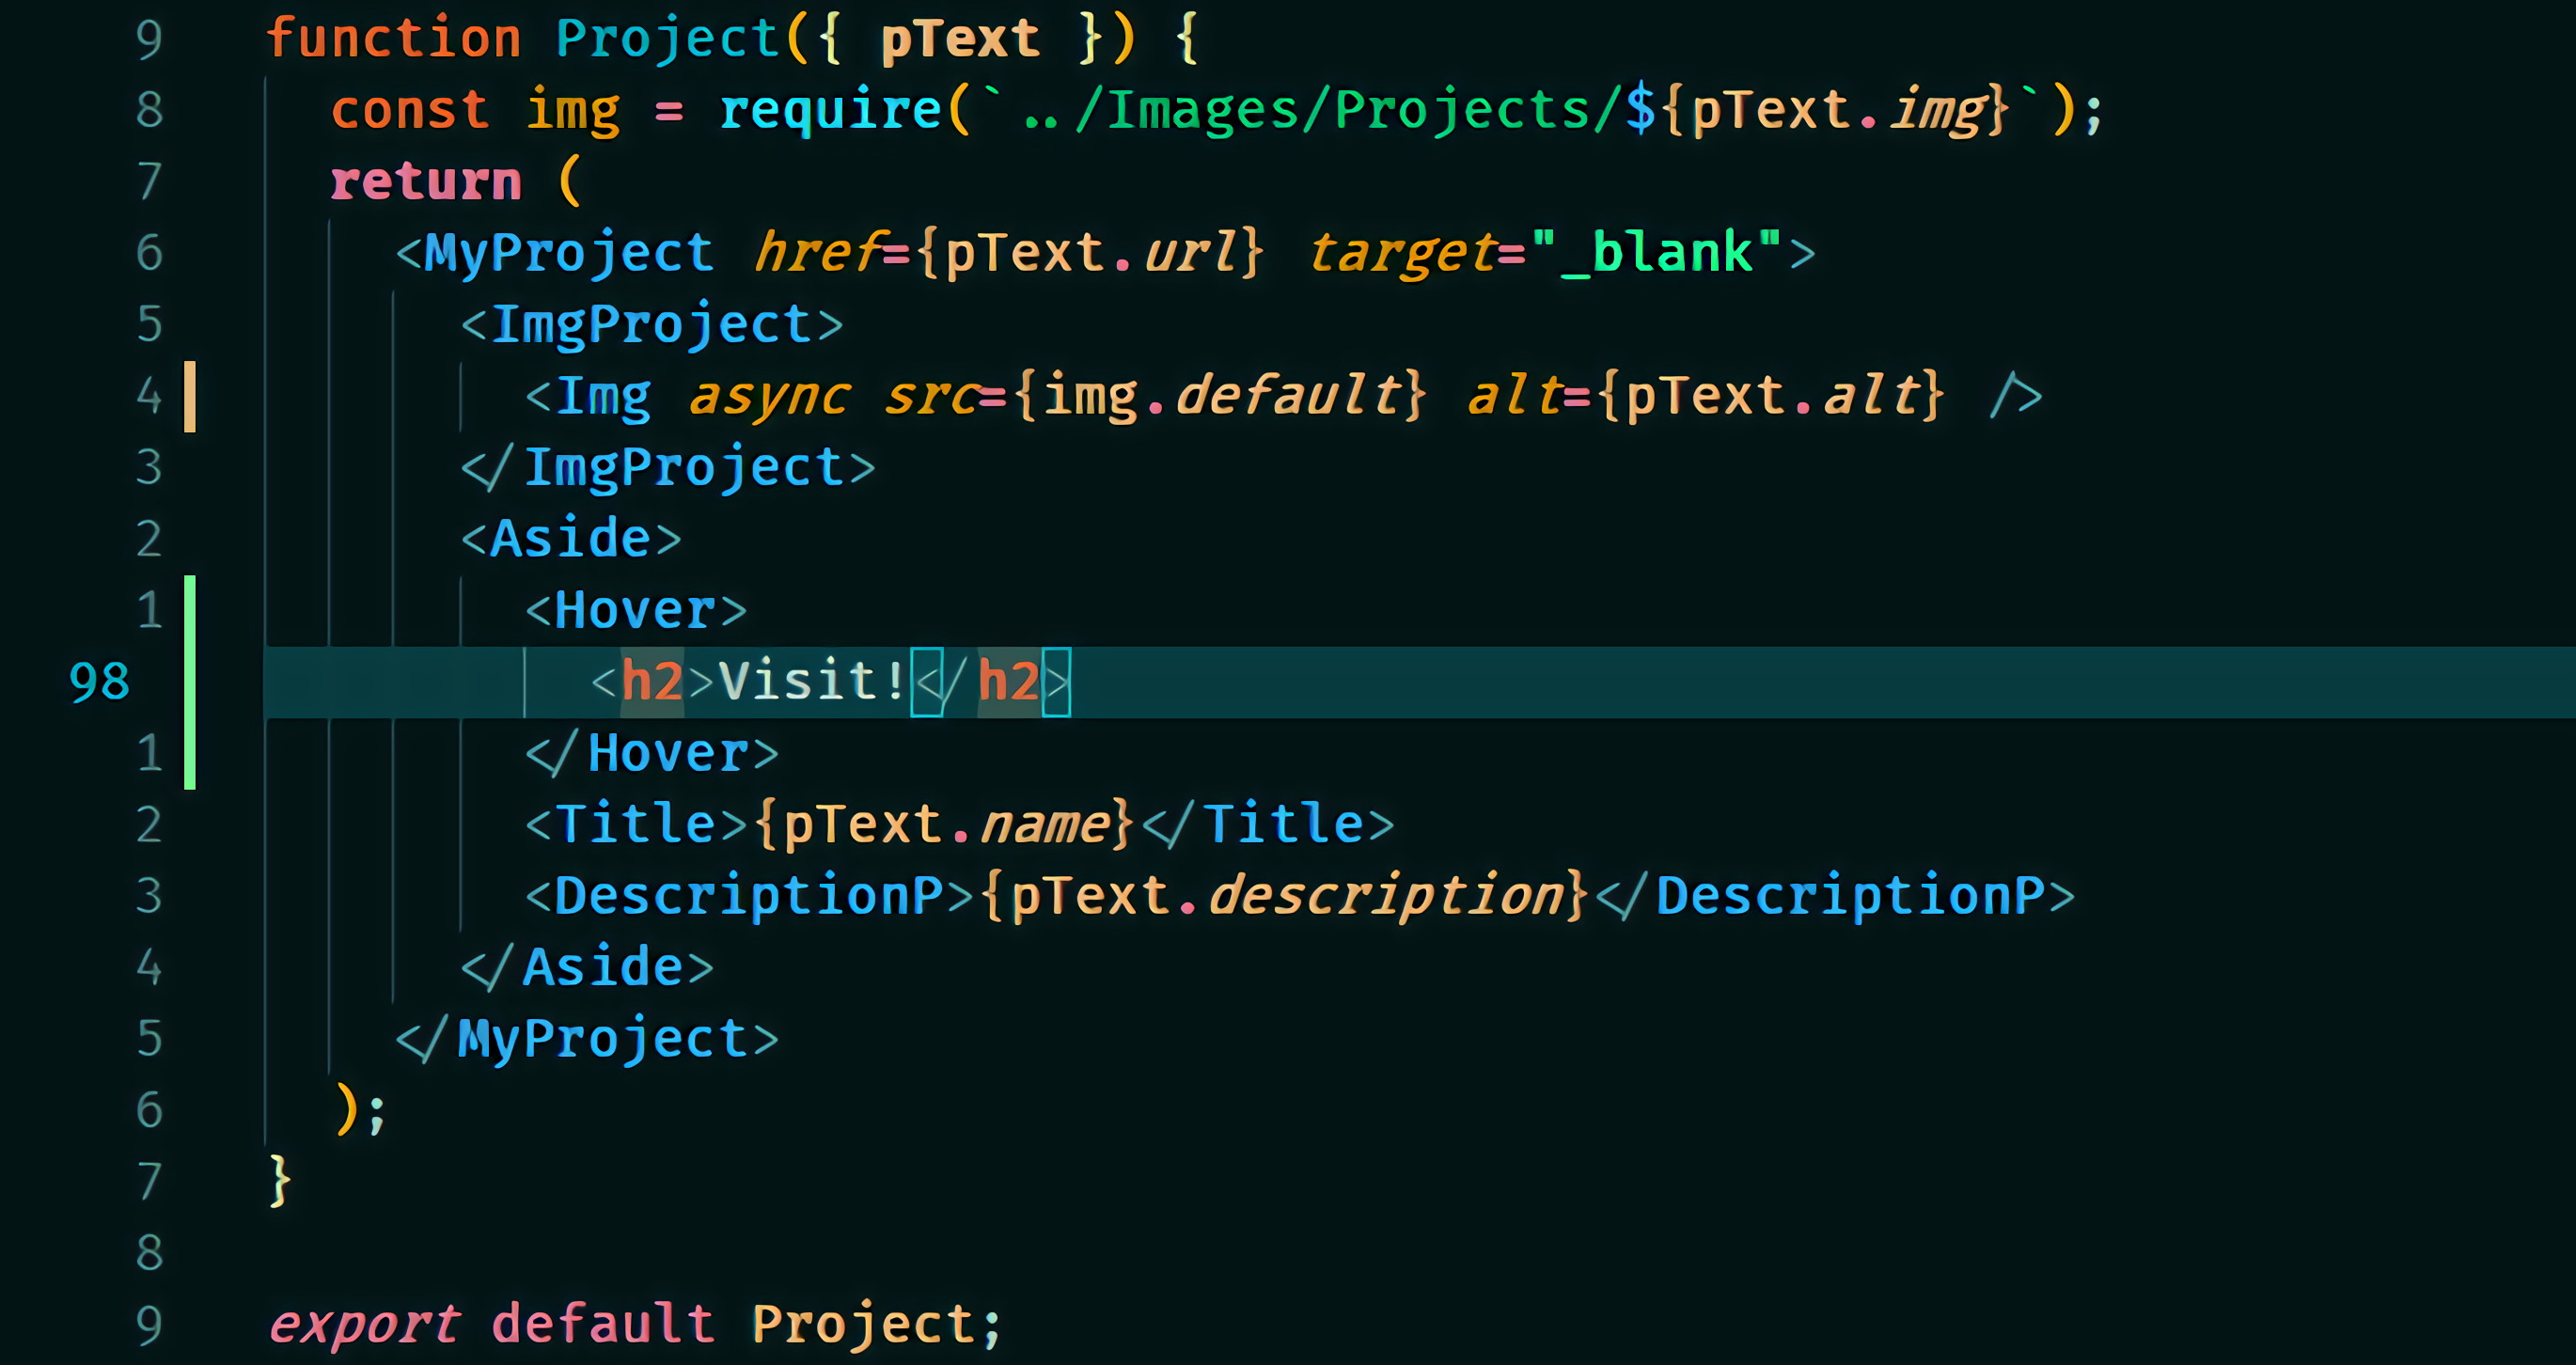 9 function Project({ pText }) {
8 const img = require(`../Images/Projects/${pText.img}`);
7 return (
6 <MyProject href={pText.url} target="_blank">
5 <ImgProject>
4 <Img async src={img.default} alt={pText.alt} />
3 </ImgProject>
2 <Aside>
1 <Hover>
98 <h2>Visit!</h2>
1 </Hover>
2 <Title>{pText.name}</Title>
3 <DescriptionP>{pText.description}</DescriptionP>
4 </Aside>
5 </MyProject>
6 );
7 }
8
9 export default Project;